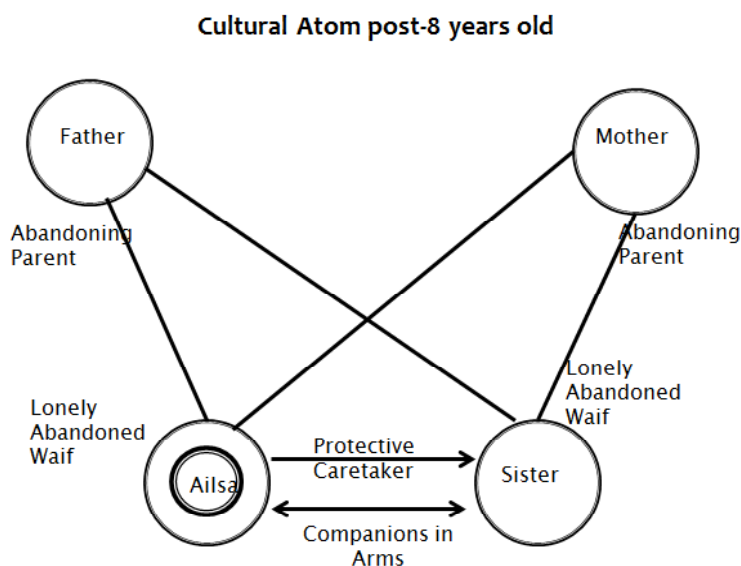 Cultural Atom post-8 years old
Father
Mother
Abandoning
Parent
Abandoning
Parent
Lonely
Abandoned
Waif
Lonely
Abandoned
Waif
Protective
Caretaker
Ailsa
Sister
Companions in
Arms